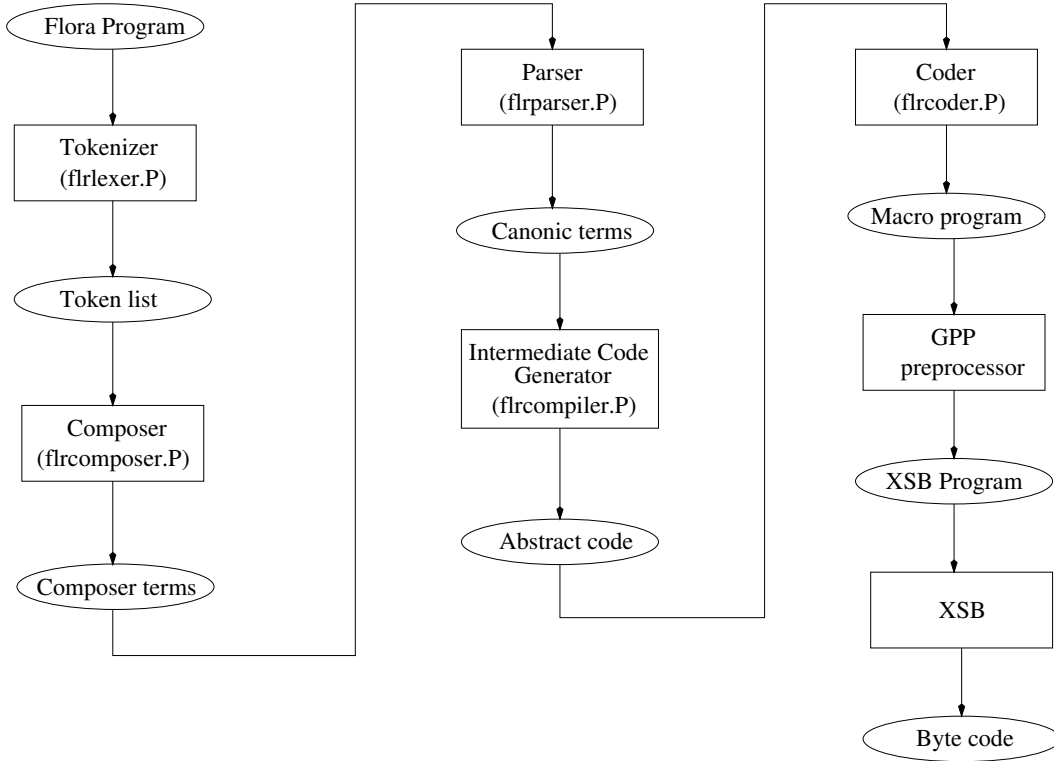 Flora Program
Tokenizer
(flrlexer.P)
Token list
Composer
(flrcomposer.P)
Composer terms
Parser
(flrparser.P)
Canonic terms
Intermediate Code
Generator
(flrcompiler.P)
Abstract code
Coder
(flrcoder.P)
Macro program
GPP
preprocessor
XSB Program
XSB
Byte code